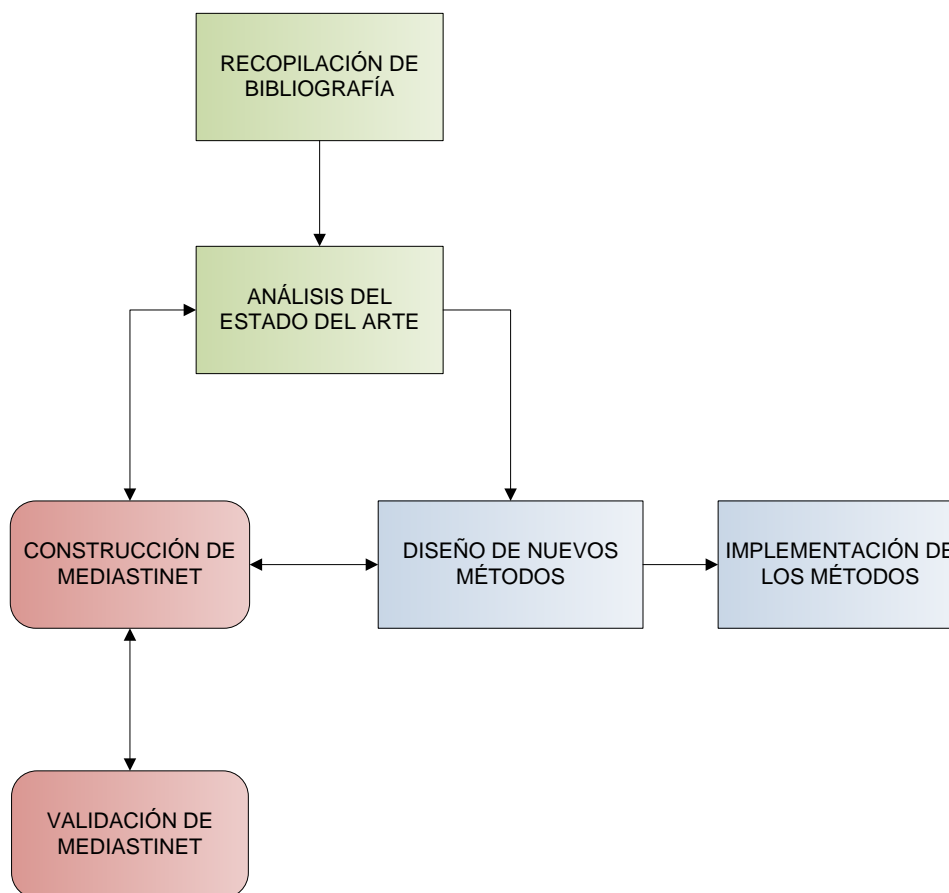 RECOPILACIÓN DE
BIBLIOGRAFÍA
ANÁLISIS DEL
ESTADO DEL ARTE
CONSTRUCCIÓN DE
MEDIASTINET
DISEÑO DE NUEVOS
MÉTODOS
IMPLEMENTACIÓN DE
LOS MÉTODOS
VALIDACIÓN DE
MEDIASTINET